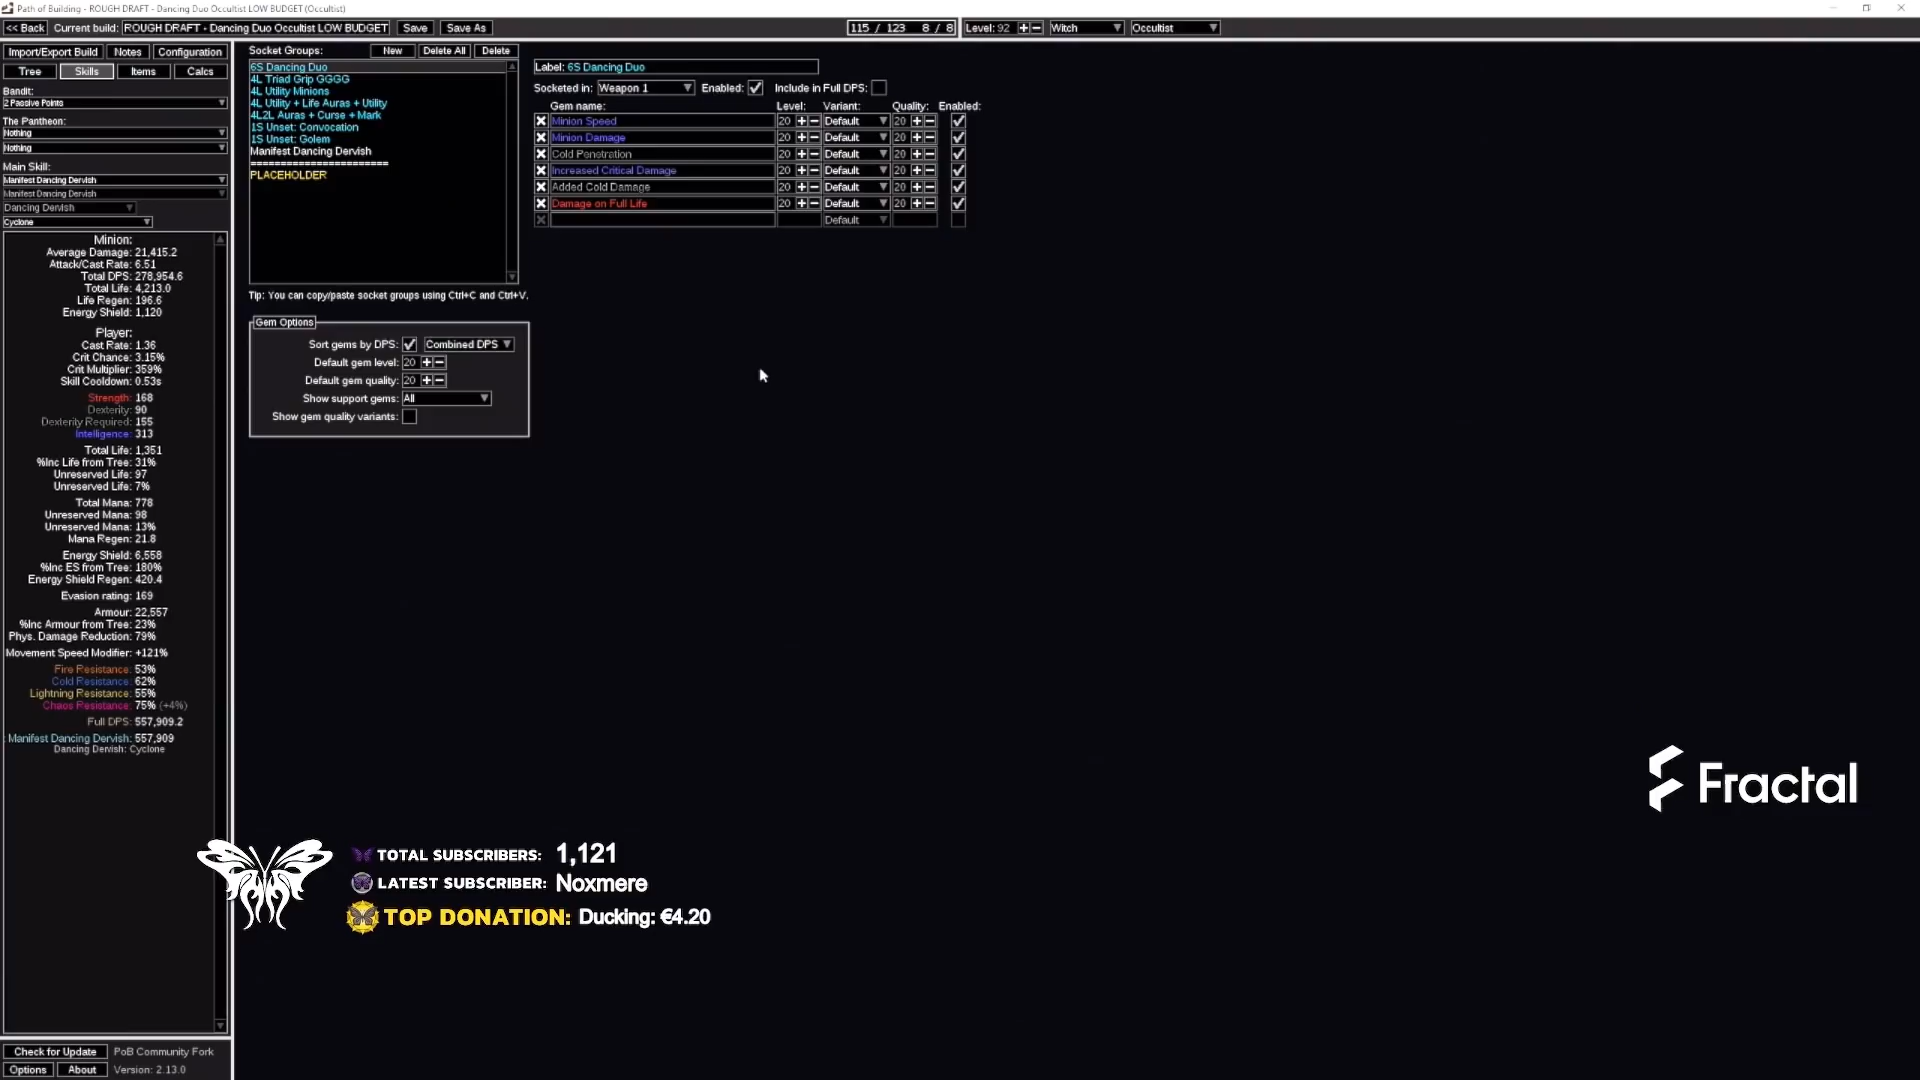 Path of Building - ROUGH DRAFT - Dancing Duo Occultist LOW BUDGET (Occultist)
<< Back Current build: ROUGH DRAFT - Dancing Duo Occultist LOW BUDGET Save Save As 115 / 123 8 / 8 Level: 92 Witch Occultist
Import/Export Build Notes Configuration
Tree Skills Items Calcs
Bandit:
2 Passive Points
The Pantheon:
Nothing
Nothing
Main Skill:
Manifest Dancing Dervish
Manifest Dancing Dervish
Dancing Dervish
Cyclone
Minion:
Average Damage: 21,415.2
Attack/Cast Rate: 6.51
Total DPS: 278,954.6
Total Life: 4,213.0
Life Regen: 196.6
Energy Shield: 1,120
Player:
Cast Rate: 1.36
Crit Chance: 3.15%
Crit Multiplier: 359%
Skill Cooldown: 0.53s
Strength: 168
Dexterity: 90
Dexterity Required: 155
Intelligence: 313
Total Life: 1,351
%Inc Life from Tree: 31%
Unreserved Life: 97
Unreserved Life: 7%
Total Mana: 778
Unreserved Mana: 98
Unreserved Mana: 13%
Mana Regen: 21.8
Energy Shield: 6,558
%Inc ES from Tree: 180%
Energy Shield Regen: 420.4
Evasion rating: 169
Armour: 22,557
%Inc Armour from Tree: 23%
Phys. Damage Reduction: 79%
Movement Speed Modifier: +121%
Fire Resistance: 53%
Cold Resistance: 62%
Lightning Resistance: 55%
Chaos Resistance: 75% (+4%)
Full DPS: 557,909.2
Manifest Dancing Dervish: 557,909
Dancing Dervish: Cyclone
Check for Update PoB Community Fork
Options About Version: 2.13.0
Socket Groups: New Delete All Delete
6S Dancing Duo
4L Triad Grip GGGG
4L Utility Minions
4L Utility + Life Auras + Utility
4L2L Auras + Curse + Mark
1S Unset: Convocation
1S Unset: Golem
Manifest Dancing Dervish
=======================
PLACEHOLDER
Tip: You can copy/paste socket groups using Ctrl+C and Ctrl+V.
Gem Options
Sort gems by DPS: Combined DPS
Default gem level: 20
Default gem quality: 20
Show support gems: All
Show gem quality variants:
Label: 6S Dancing Duo
Socketed in: Weapon 1 Enabled: Include in Full DPS:
Gem name: Level: Variant: Quality: Enabled:
Minion Speed 20 Default 20
Minion Damage 20 Default 20
Cold Penetration 20 Default 20
Increased Critical Damage 20 Default 20
Added Cold Damage 20 Default 20
Damage on Full Life 20 Default 20
Default
Fractal
TOTAL SUBSCRIBERS: 1,121
LATEST SUBSCRIBER: Noxmere
TOP DONATION: Ducking: €4.20